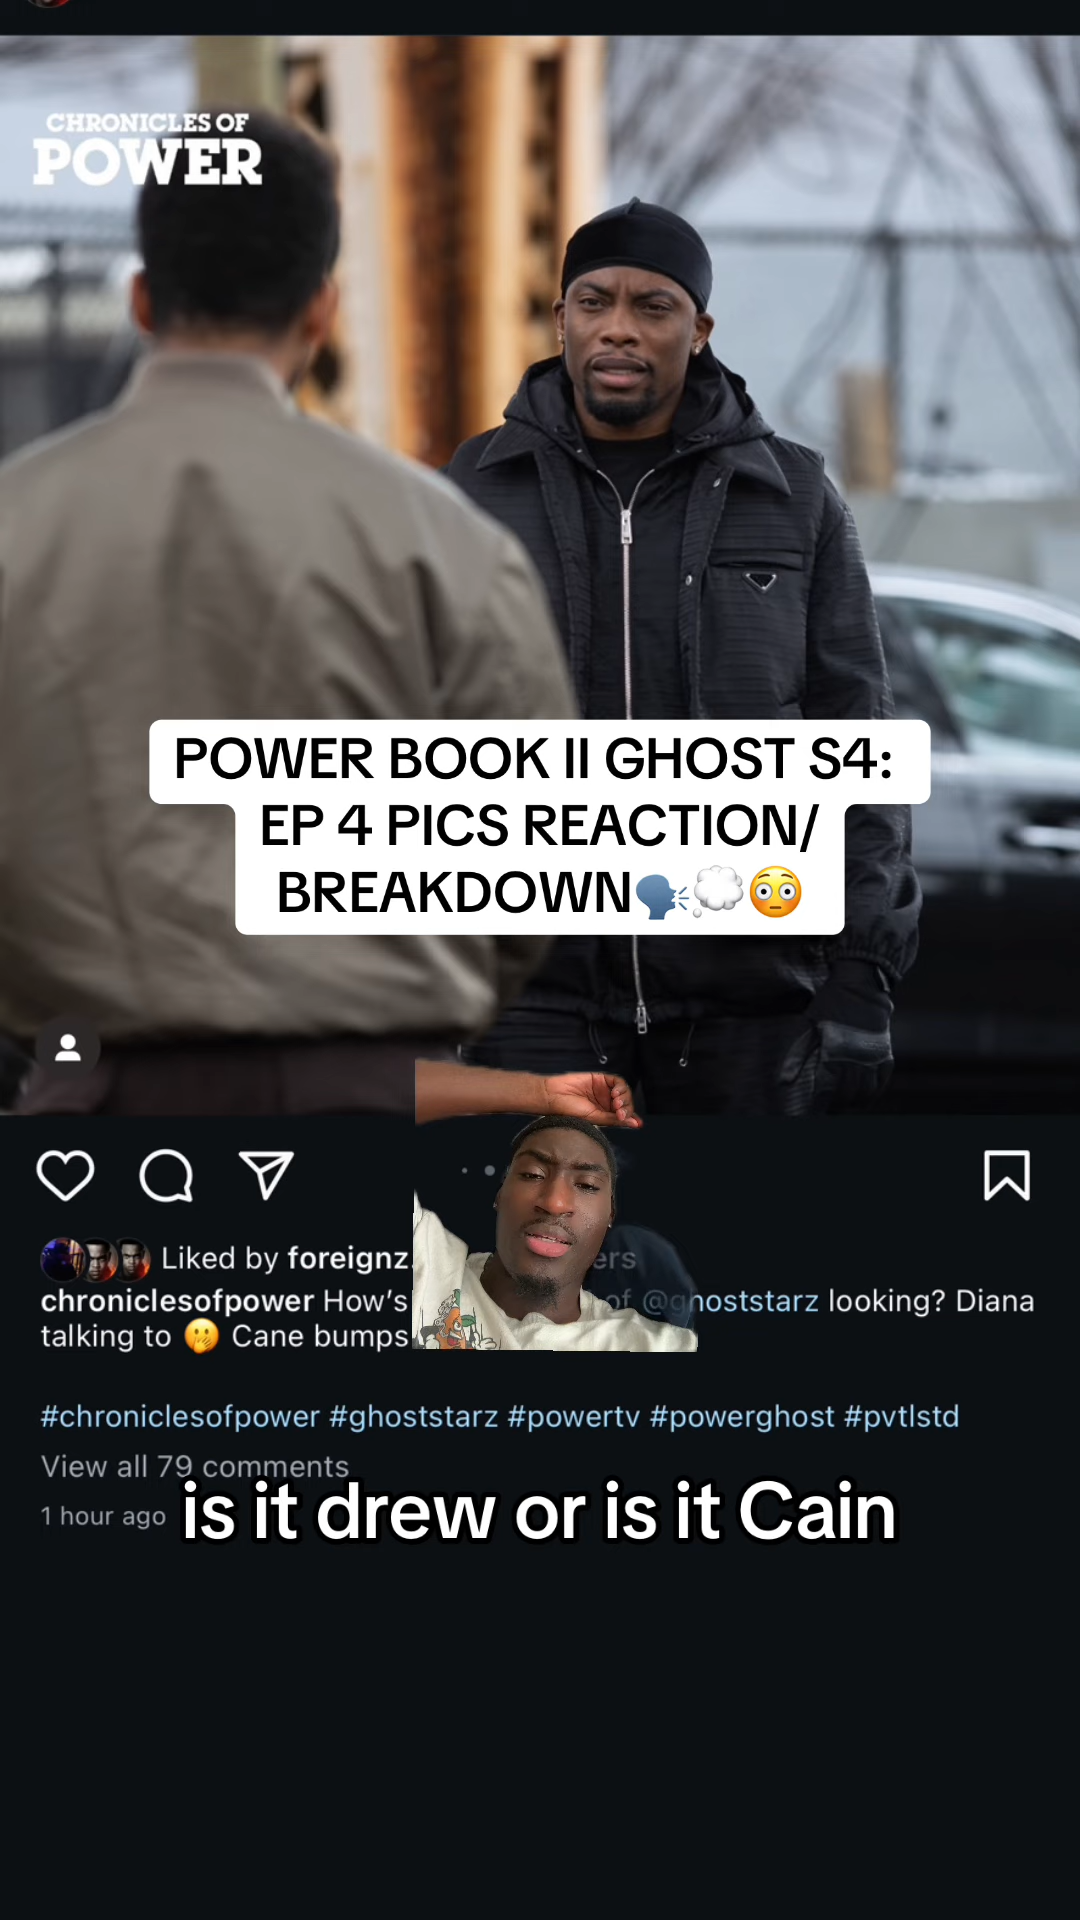 CHRONICLES OF
POWER
POWER BOOK II GHOST S4:
EP 4 PICS REACTION/
BREAKDOWN🗣️💭😳
Liked by foreignz
ers
chroniclesofpower How's
of @ghoststarz looking? Diana
talking to 🫢 Cane bumps
#chroniclesofpower #ghoststarz #powertv #powerghost #pvtlstd
View all 79 comments
1 hour ago
is it drew or is it Cain